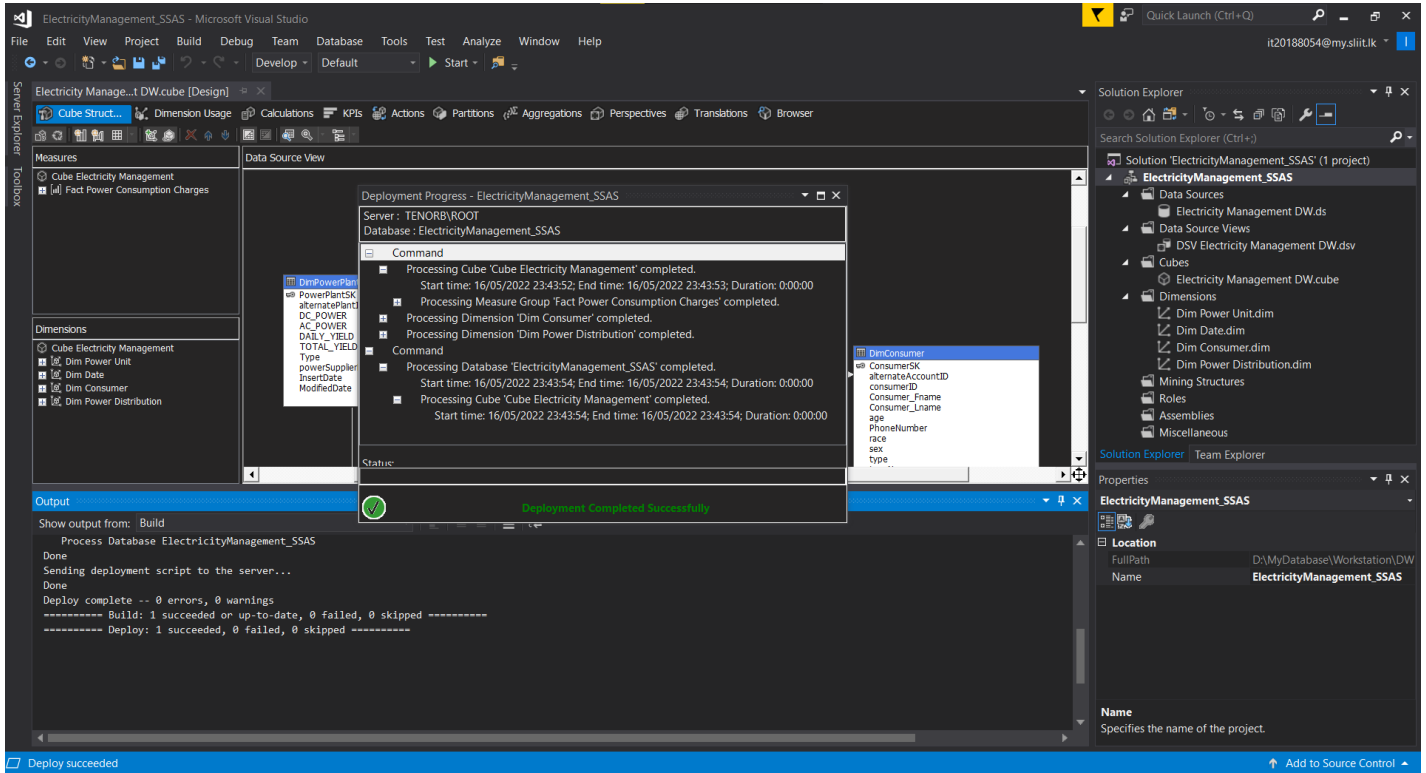 ElectricityManagement_SSAS - Microsoft Visual Studio
Quick Launch (Ctrl+Q)
File Edit View Project Build Debug Team Database Tools Test Analyze Window Help
it20188054@my.sliit.lk
I
Develop Default Start
Server Explorer
Toolbox
Electricity Manage...t DW.cube [Design]
Cube Struct... Dimension Usage Calculations KPIs Actions Partitions Aggregations Perspectives Translations Browser
Measures
Cube Electricity Management
Fact Power Consumption Charges
Dimensions
Cube Electricity Management
Dim Power Unit
Dim Date
Dim Consumer
Dim Power Distribution
Data Source View
DimPowerPlan
PowerPlantSK
DC_POWER
AC_POWER
DAILY_YIELD
TOTAL_YIELD
Type
powerSupplier
InsertDate
ModifiedDate
Deployment Progress - ElectricityManagement_SSAS
Server : TENORB\ROOT
Database : ElectricityManagement_SSAS
Command
Processing Cube 'Cube Electricity Management' completed.
Start time: 16/05/2022 23:43:52; End time: 16/05/2022 23:43:53; Duration: 0:00:00
Processing Measure Group 'Fact Power Consumption Charges' completed.
Processing Dimension 'Dim Consumer' completed.
Processing Dimension 'Dim Power Distribution' completed.
Command
Processing Database 'ElectricityManagement_SSAS' completed.
Start time: 16/05/2022 23:43:54; End time: 16/05/2022 23:43:54; Duration: 0:00:00
Processing Cube 'Cube Electricity Management' completed.
Start time: 16/05/2022 23:43:54; End time: 16/05/2022 23:43:54; Duration: 0:00:00
Status:
Deployment Completed Successfully
DimConsumer
ConsumerSK
alternateAccountID
consumerID
Consumer_Fname
Consumer_Lname
age
PhoneNumber
race
sex
type
Output
Show output from: Build
Process Database ElectricityManagement_SSAS
Done
Sending deployment script to the server...
Done
Deploy complete -- 0 errors, 0 warnings
========== Build: 1 succeeded or up-to-date, 0 failed, 0 skipped ==========
========== Deploy: 1 succeeded, 0 failed, 0 skipped ==========
Solution Explorer
Search Solution Explorer (Ctrl+;)
Solution 'ElectricityManagement_SSAS' (1 project)
ElectricityManagement_SSAS
Data Sources
Electricity Management DW.ds
Data Source Views
DSV Electricity Management DW.dsv
Cubes
Electricity Management DW.cube
Dimensions
Dim Power Unit.dim
Dim Date.dim
Dim Consumer.dim
Dim Power Distribution.dim
Mining Structures
Roles
Assemblies
Miscellaneous
Solution Explorer Team Explorer
Properties
ElectricityManagement_SSAS
Location
FullPath D:\MyDatabase\Workstation\DW
Name ElectricityManagement_SSAS
Name
Specifies the name of the project.
Deploy succeeded
Add to Source Control